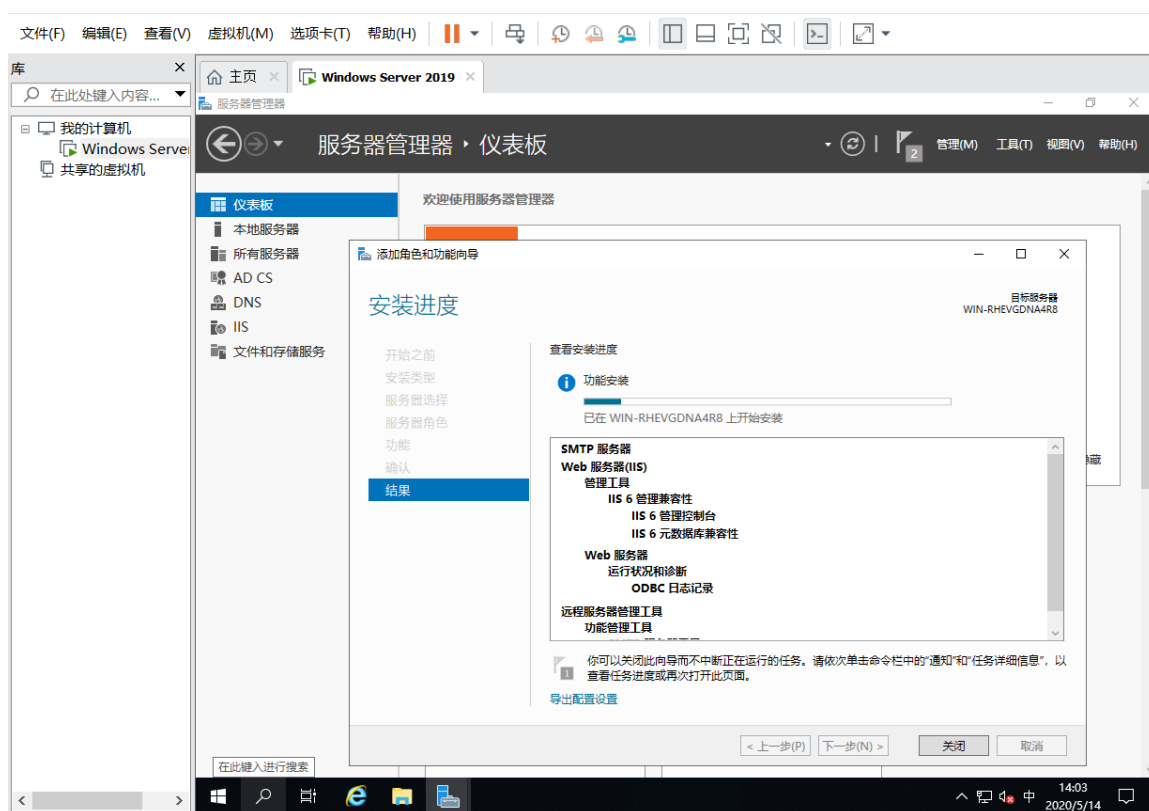 文件(F) 编辑(E) 查看(V) 虚拟机(M) 选项卡(T) 帮助(H)
库
在此处键入内容...
我的计算机
Windows Serve
共享的虚拟机
主页
Windows Server 2019
服务器管理器
服务器管理器 · 仪表板
2
管理(M) 工具(T) 视图(V) 帮助(H)
仪表板
本地服务器
所有服务器
AD CS
DNS
IIS
文件和存储服务
欢迎使用服务器管理器
添加角色和功能向导
安装进度
目标服务器
WIN-RHEVGDNA4R8
开始之前
安装类型
服务器选择
服务器角色
功能
确认
结果
查看安装进度
功能安装
已在 WIN-RHEVGDNA4R8 上开始安装
SMTP 服务器
Web 服务器(IIS)
管理工具
IIS 6 管理兼容性
IIS 6 管理控制台
IIS 6 元数据库兼容性
Web 服务器
运行状况和诊断
ODBC 日志记录
远程服务器管理工具
功能管理工具
1
你可以关闭此向导而不中断正在运行的任务。请依次单击命令栏中的“通知”和“任务详细信息”，以
查看任务进度或再次打开此页面。
导出配置设置
< 上一步(P) 下一步(N) > 关闭 取消
藏
在此键入进行搜索
中
14:03
2020/5/14